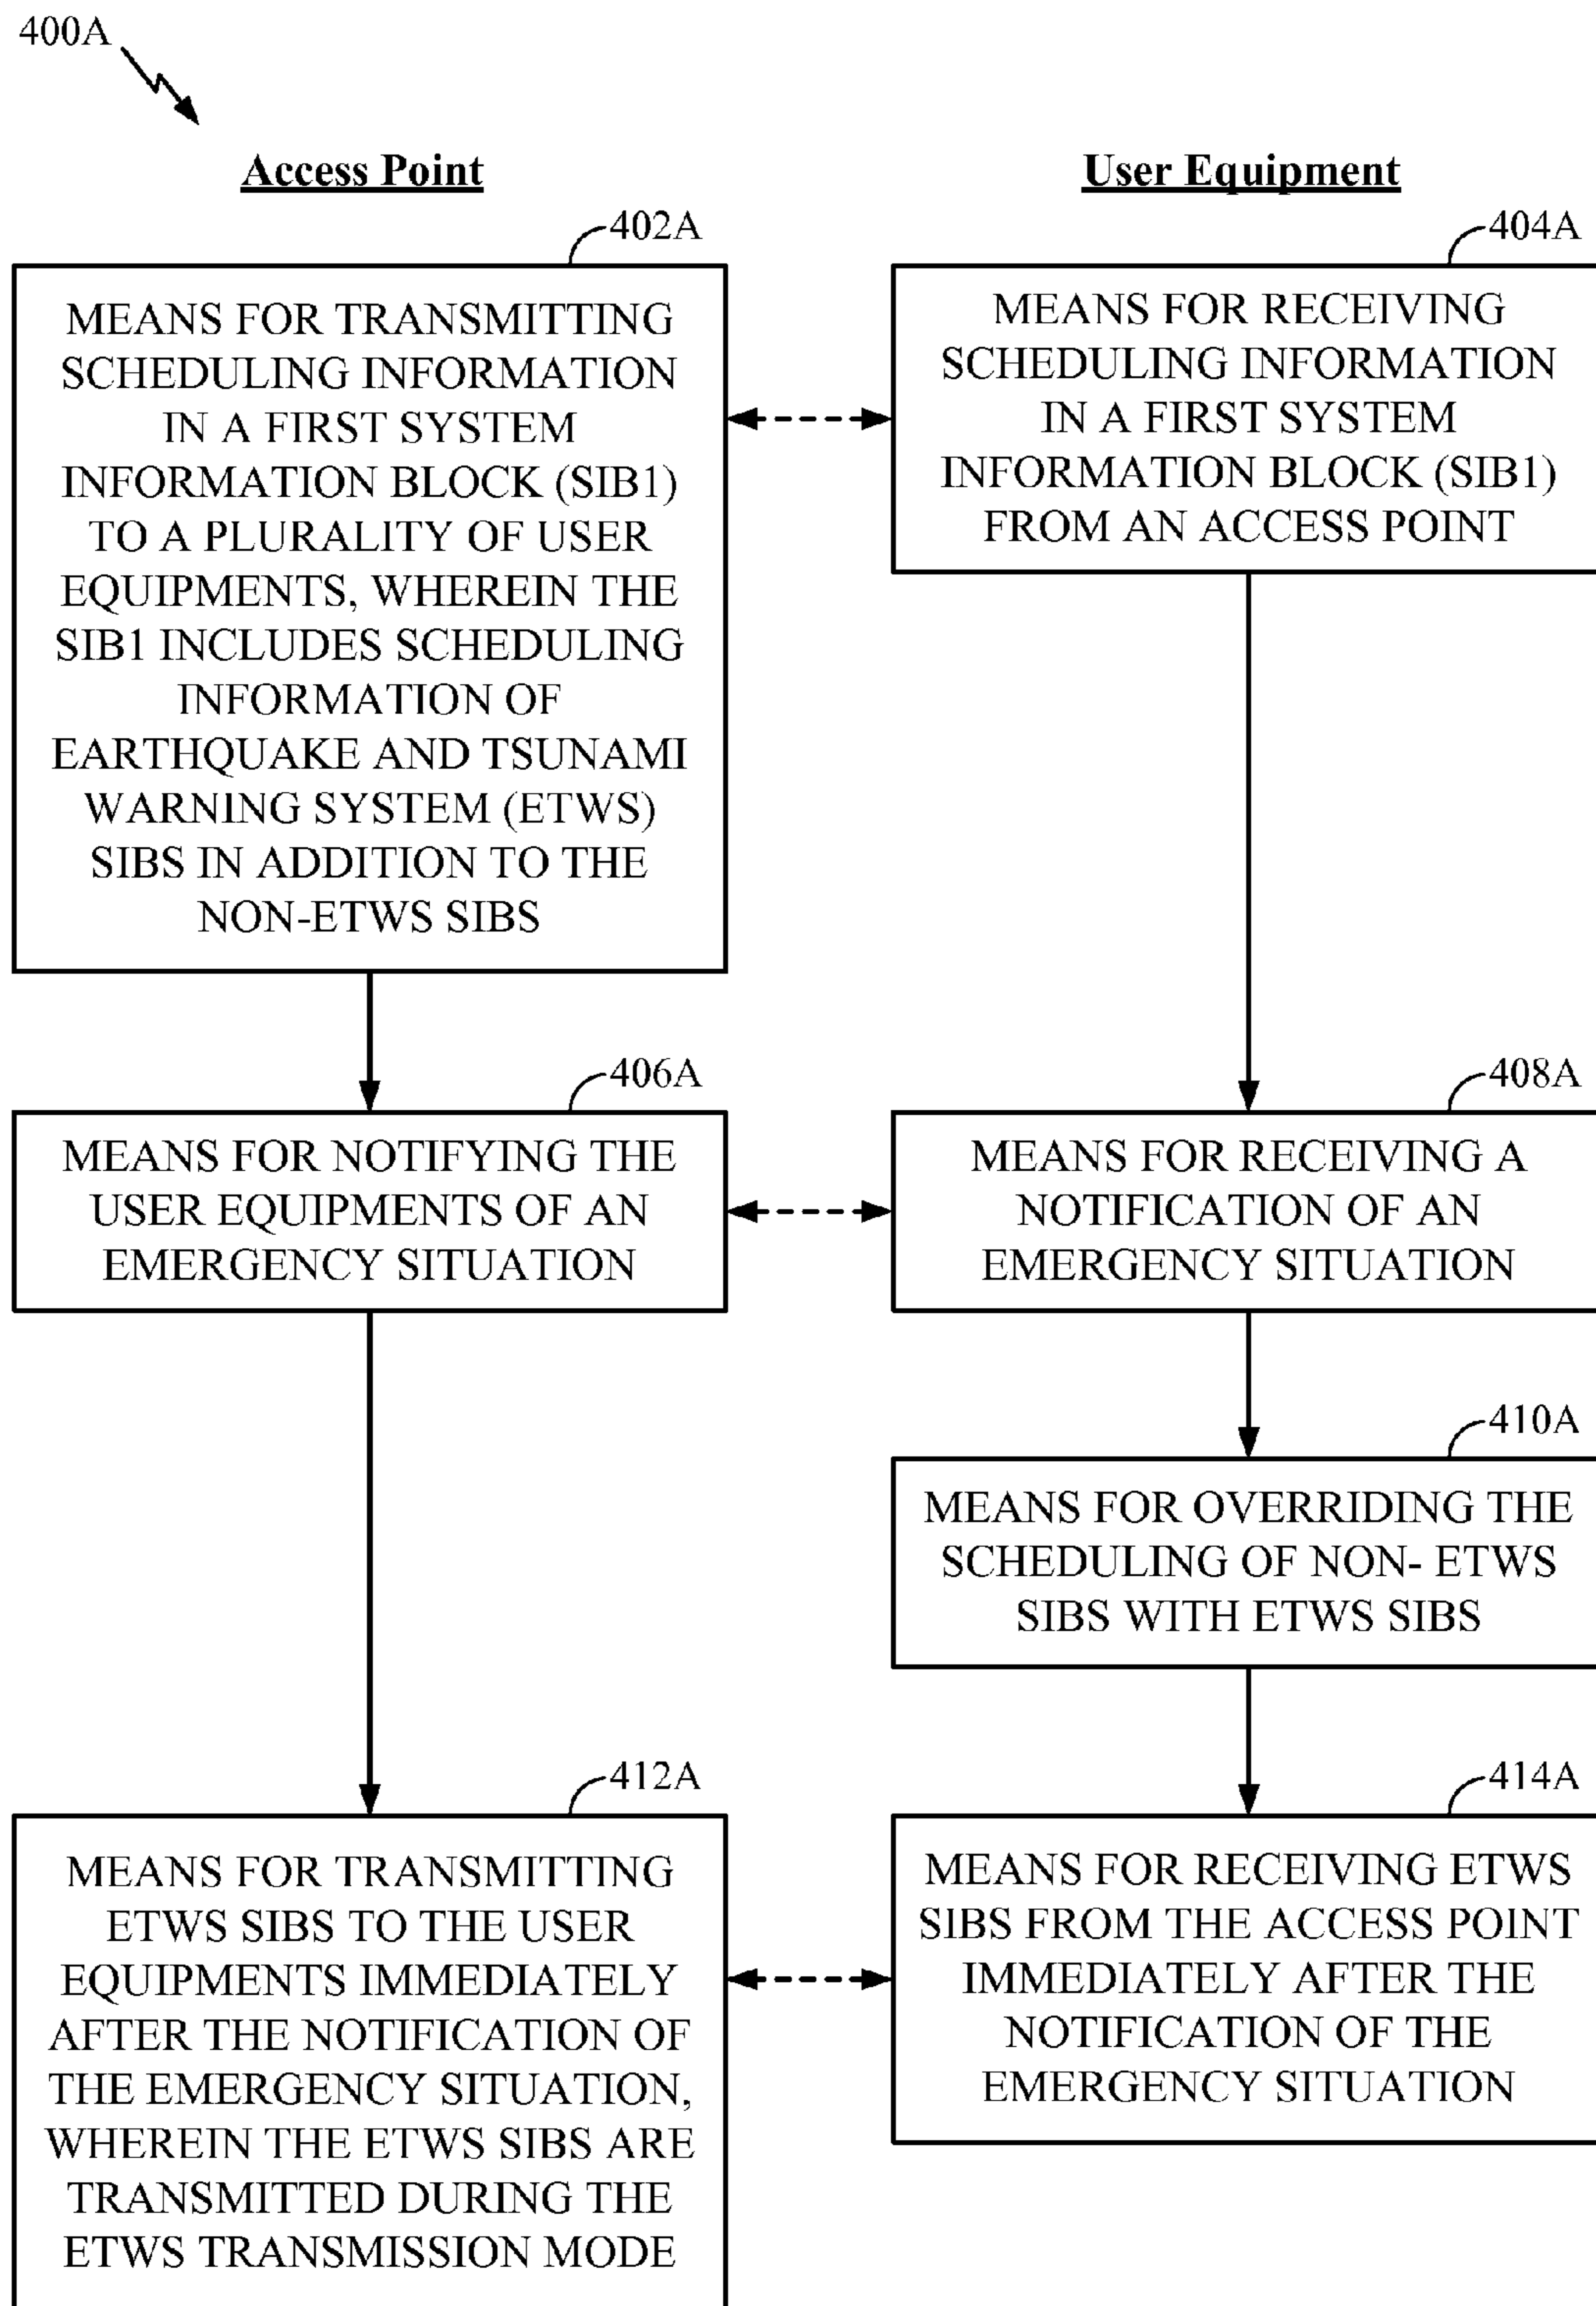 400A
Access Point
User Equipment
402A
MEANS FOR TRANSMITTING
SCHEDULING INFORMATION
IN A FIRST SYSTEM
INFORMATION BLOCK (SIB1)
TO A PLURALITY OF USER
EQUIPMENTS, WHEREIN THE
SIB1 INCLUDES SCHEDULING
INFORMATION OF
EARTHQUAKE AND TSUNAMI
WARNING SYSTEM (ETWS)
SIBS IN ADDITION TO THE
NON-ETWS SIBS
404A
MEANS FOR RECEIVING
SCHEDULING INFORMATION
IN A FIRST SYSTEM
INFORMATION BLOCK (SIB1)
FROM AN ACCESS POINT
406A
MEANS FOR NOTIFYING THE
USER EQUIPMENTS OF AN
EMERGENCY SITUATION
408A
MEANS FOR RECEIVING A
NOTIFICATION OF AN
EMERGENCY SITUATION
410A
MEANS FOR OVERRIDING THE
SCHEDULING OF NON- ETWS
SIBS WITH ETWS SIBS
412A
MEANS FOR TRANSMITTING
ETWS SIBS TO THE USER
EQUIPMENTS IMMEDIATELY
AFTER THE NOTIFICATION OF
THE EMERGENCY SITUATION,
WHEREIN THE ETWS SIBS ARE
TRANSMITTED DURING THE
ETWS TRANSMISSION MODE
414A
MEANS FOR RECEIVING ETWS
SIBS FROM THE ACCESS POINT
IMMEDIATELY AFTER THE
NOTIFICATION OF THE
EMERGENCY SITUATION